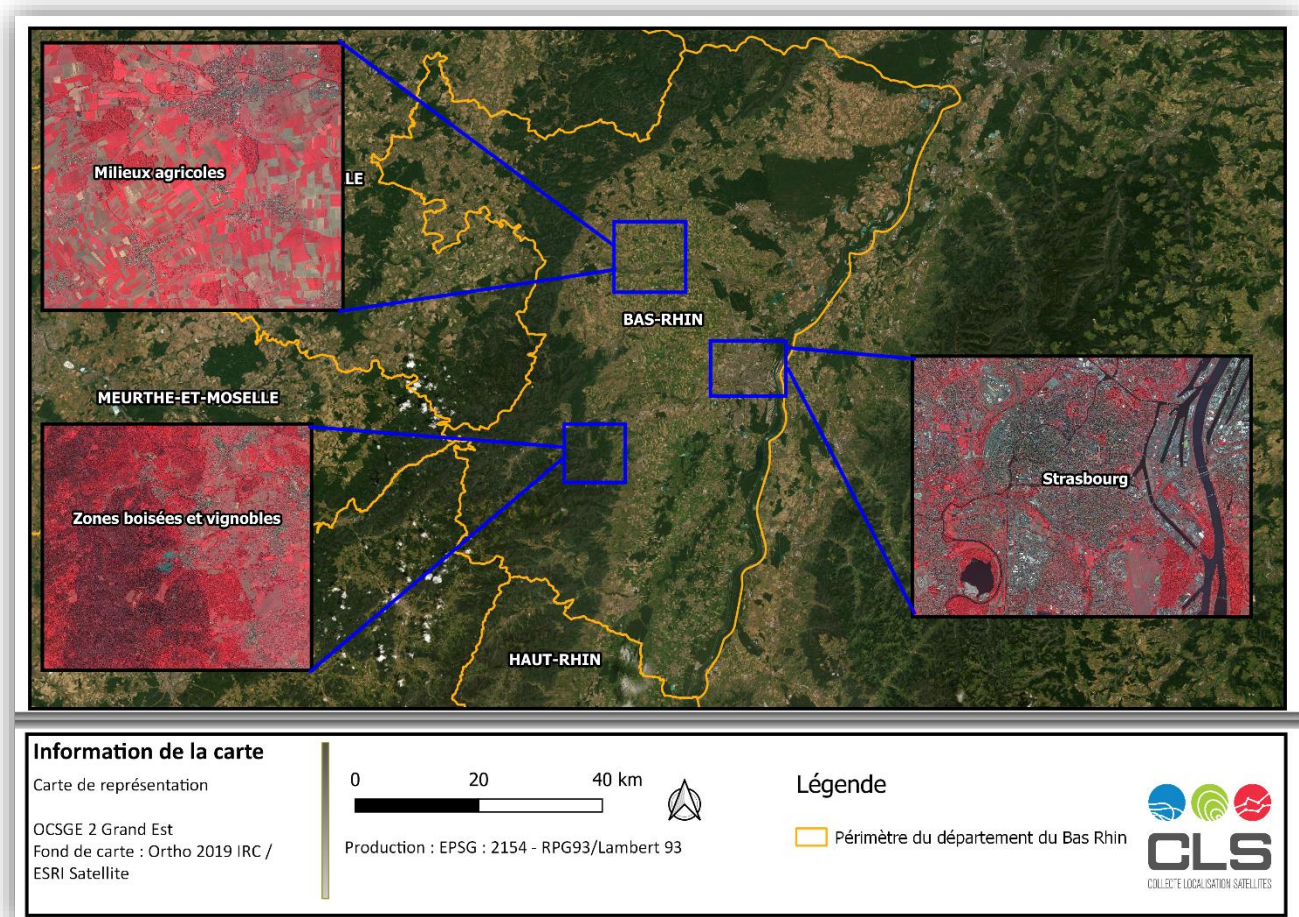 Milieux agricoles
LLE
BAS-RHIN
MEURTHE-ET-MOSELLE
Strasbourg
Zones boisées et vignobles
HAUT-RHIN
Information de la carte
Carte de représentation
OCSGE 2 Grand Est
Fond de carte : Ortho 2019 IRC /
ESRI Satellite
0 20 40 km
Production : EPSG : 2154 - RPG93/Lambert 93
Légende
Périmètre du département du Bas Rhin
CLS
COLLECTE LOCALISATION SATELLITES